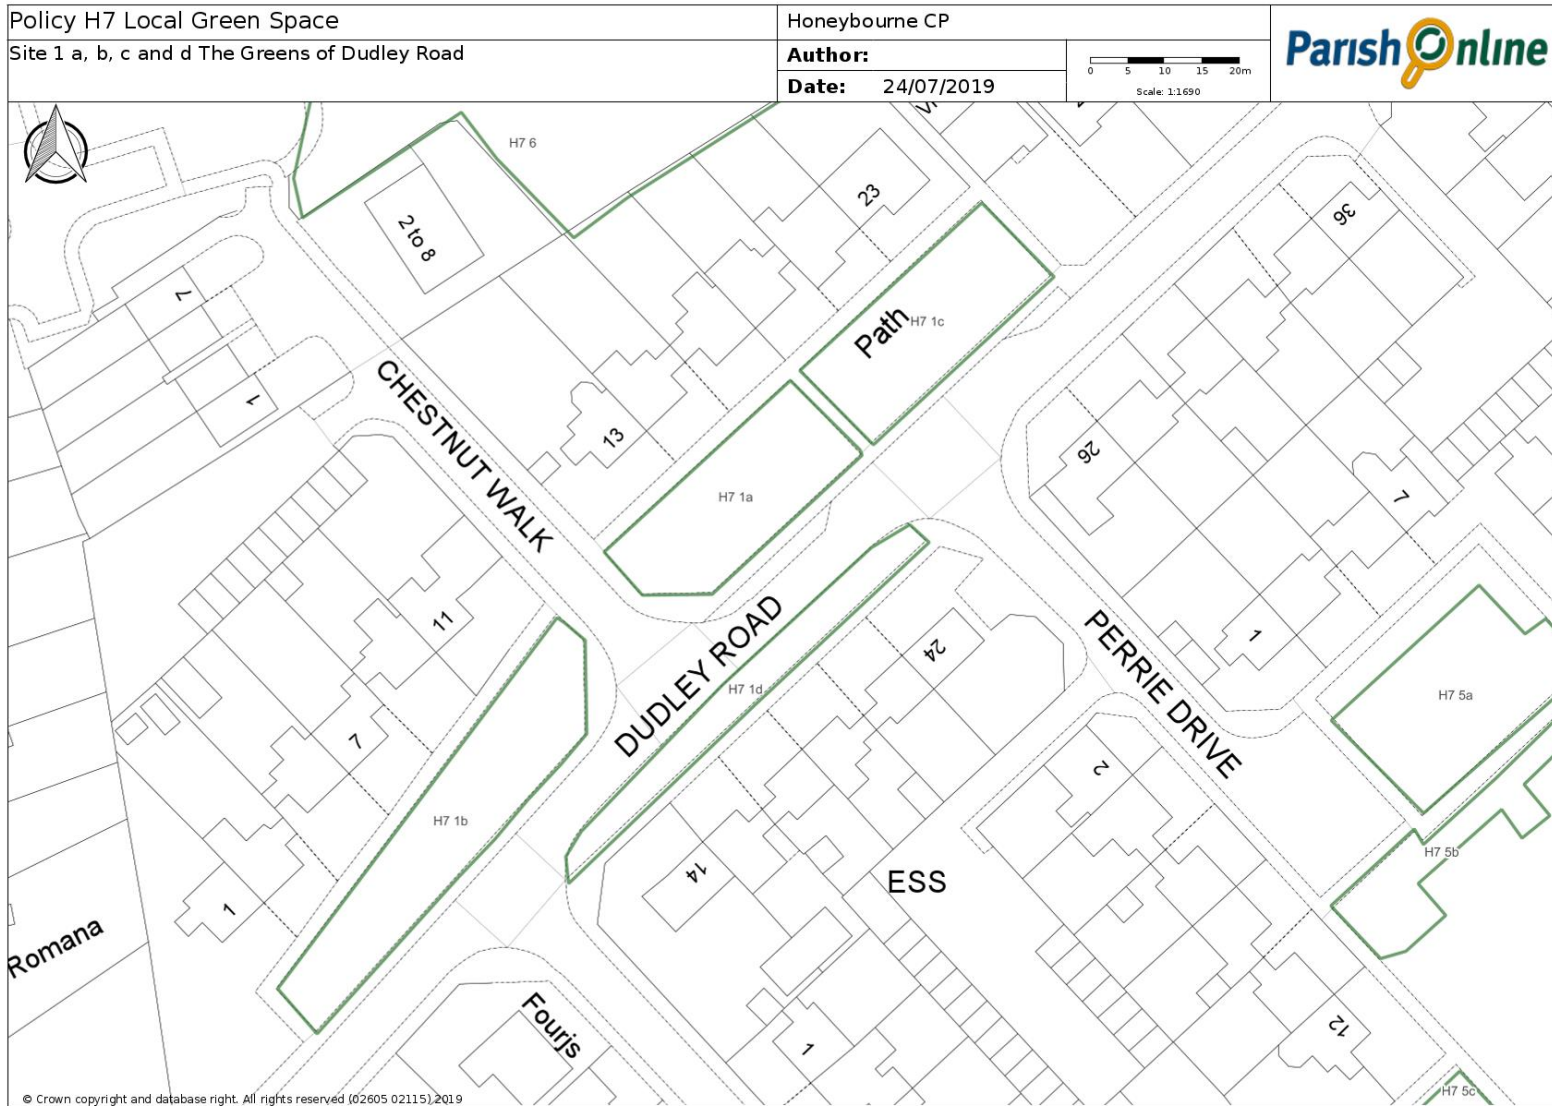 Policy H7 Local Green Space
Site 1 a, b, c and d The Greens of Dudley Road
Honeybourne CP
Author:
Date: 24/07/2019
0 5 10 15 20m
Scale: 1:1690
Parish Online
H7 6
2 to 8
23
36
7
Path
H7 1c
1
CHESTNUT WALK
13
26
H7 1a
7
11
DUDLEY ROAD
24
1
PERRIE DRIVE
H7 1d
H7 5a
7
2
H7 1b
14
ESS
H7 5b
1
Romana
Fourjs
1
12
H7 5c
© Crown copyright and database right. All rights reserved (02605 02115) 2019